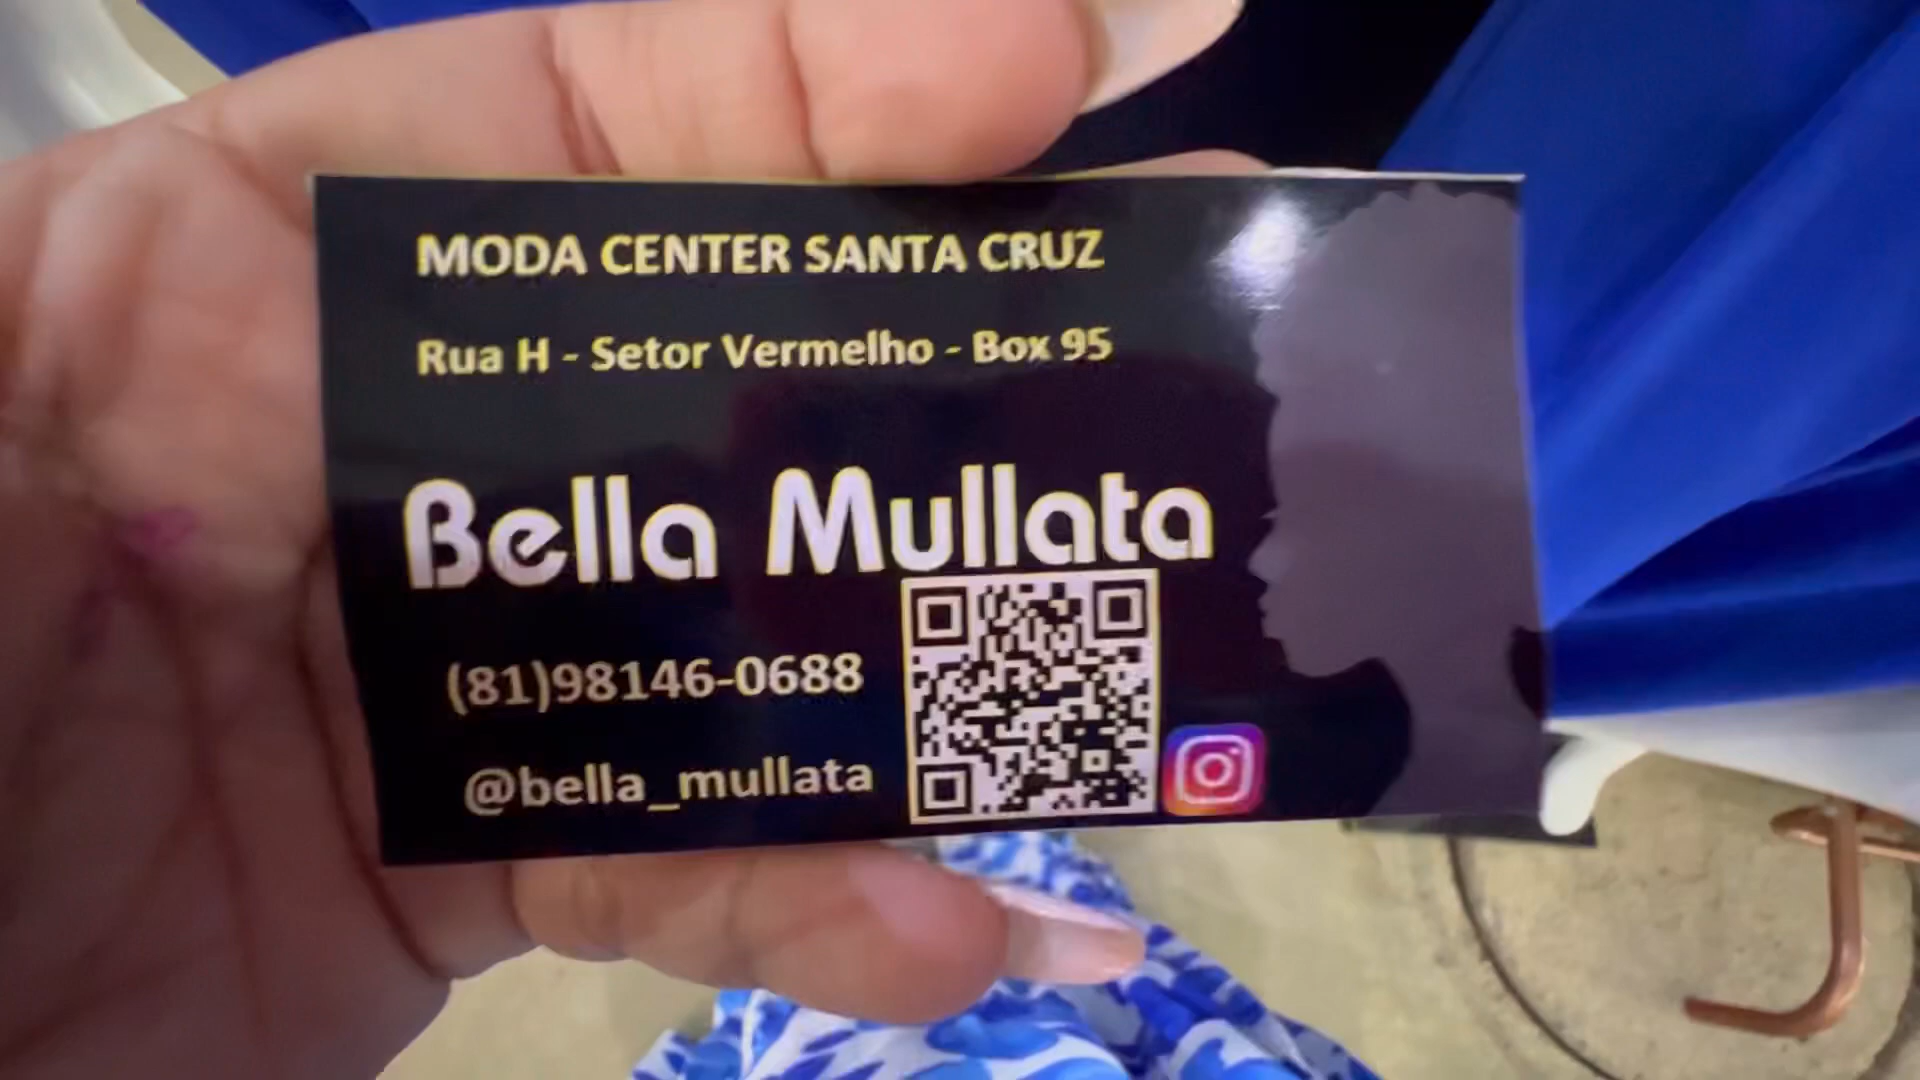 MODA CENTER SANTA CRUZ
Rua H - Setor Vermelho - Box 95
Bella Mullata
(81)98146-0688
@bella_mullata